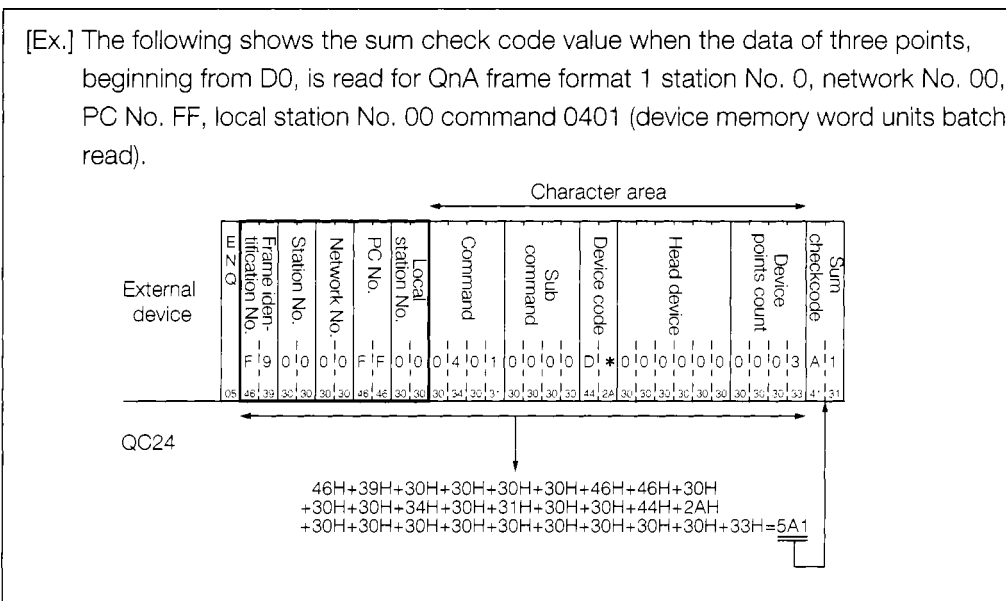 [Ex.] The following shows the sum check code value when the data of three points,
beginning from D0, is read for QnA frame format 1 station No. 0, network No. 00,
PC No. FF, local station No. 00 command 0401 (device memory word units batch
read).
Character area
External
device
ENQ
Frame iden-
tification No.
Station No.
Network No.
PC No.
Local
station No.
Command
Sub
command
Device code
Head device
Device
points count
Sum
checkcode
F 9 0 0 0 0 F F 0 0 0 4 0 1 0 0 0 0 D * 0 0 0 0 0 0 0 0 0 3 A 1
05 46 39 30 30 30 30 46 46 30 30 30 34 30 31 30 30 30 30 44 2A 30 30 30 30 30 30 30 30 30 33 41 31
QC24
46H+39H+30H+30H+30H+30H+46H+46H+30H
+30H+30H+34H+30H+31H+30H+30H+44H+2AH
+30H+30H+30H+30H+30H+30H+30H+30H+30H+33H=5A1